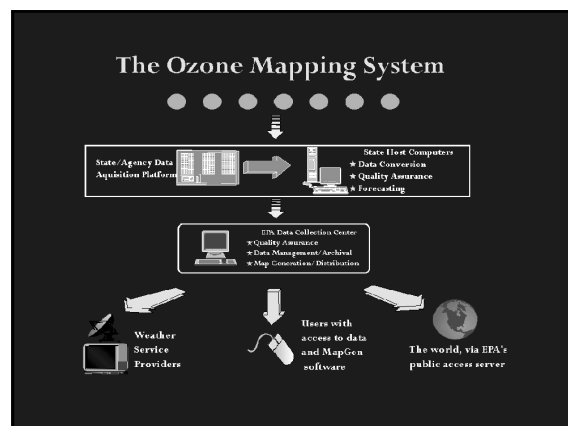 The Ozone Mapping System
State/Agency Data
Aquisition Platform
State Host Computers
★ Data Conversion
★ Quality Assurance
★ Forecasting
EPA Data Collection Center
★ Quality Assurance
★ Data Management/Archival
★ Map Generation/Distribution
Weather
Service
Providers
Users with
access to data
and MapGen
software
The world, via EPA's
public access server